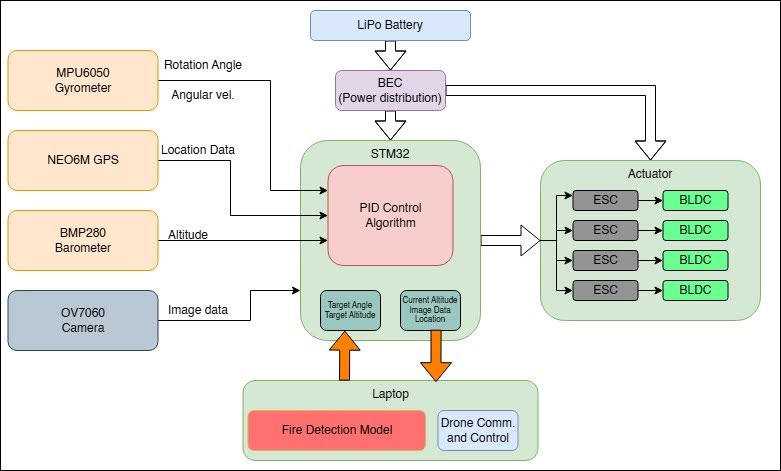 LiPo Battery
BEC
(Power distribution)
MPU6050
Gyrometer
Rotation Angle
Angular vel.
NEO6M GPS
Location Data
BMP280
Barometer
Altitude
OV7060
Camera
Image data
STM32
PID Control
Algorithm
Target Angle
Target Altitude
Current Altitude
Image Data
Location
Actuator
ESC
BLDC
ESC
BLDC
ESC
BLDC
ESC
BLDC
Laptop
Fire Detection Model
Drone Comm.
and Control